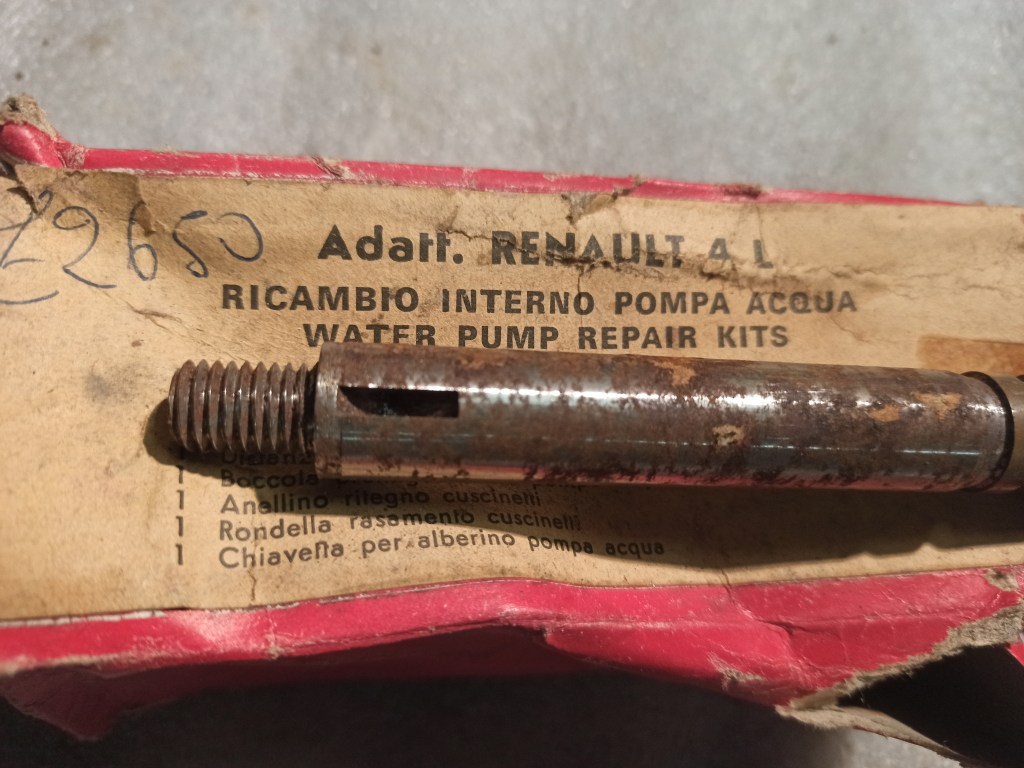 22650
Adatt. RENAULT 4 L
RICAMBIO INTERNO POMPA ACQUA
WATER PUMP REPAIR KITS
1
1 Boccola
1 Anellino ritegno cuscinetti
1 Rondella rasamento cuscinetti
1 Chiavetta per alberino pompa acqua